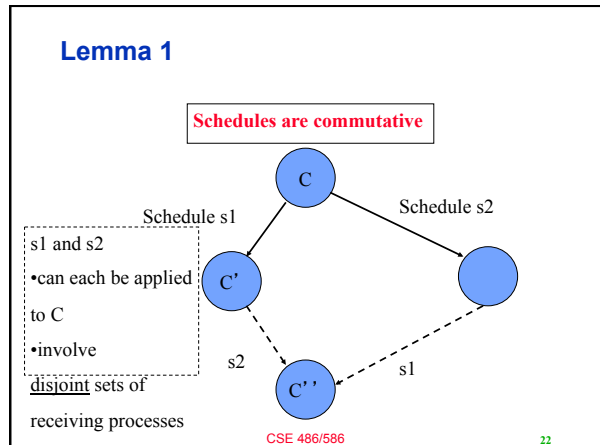 Lemma 1
Schedules are commutative
C
Schedule s1
Schedule s2
s1 and s2
•can each be applied
to C
•involve
disjoint sets of
receiving processes
C'
s2
s1
C''
CSE 486/586
22